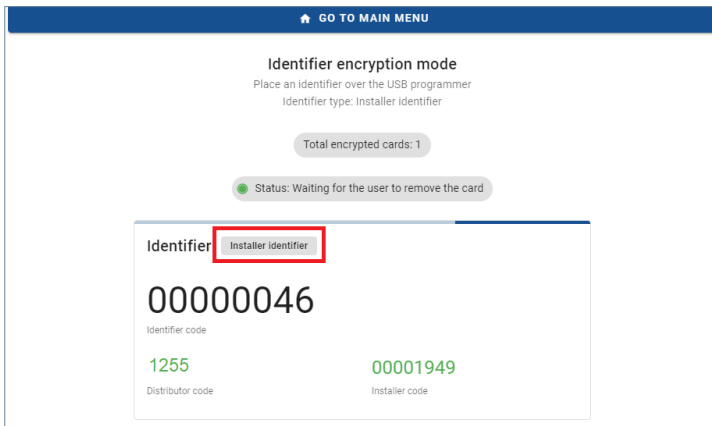 GO TO MAIN MENU
Identifier encryption mode
Place an identifier over the USB programmer
Identifier type: Installer identifier
Total encrypted cards: 1
Status: Waiting for the user to remove the card
Identifier Installer identifier
00000046
Identifier code
1255 00001949
Distributor code Installer code